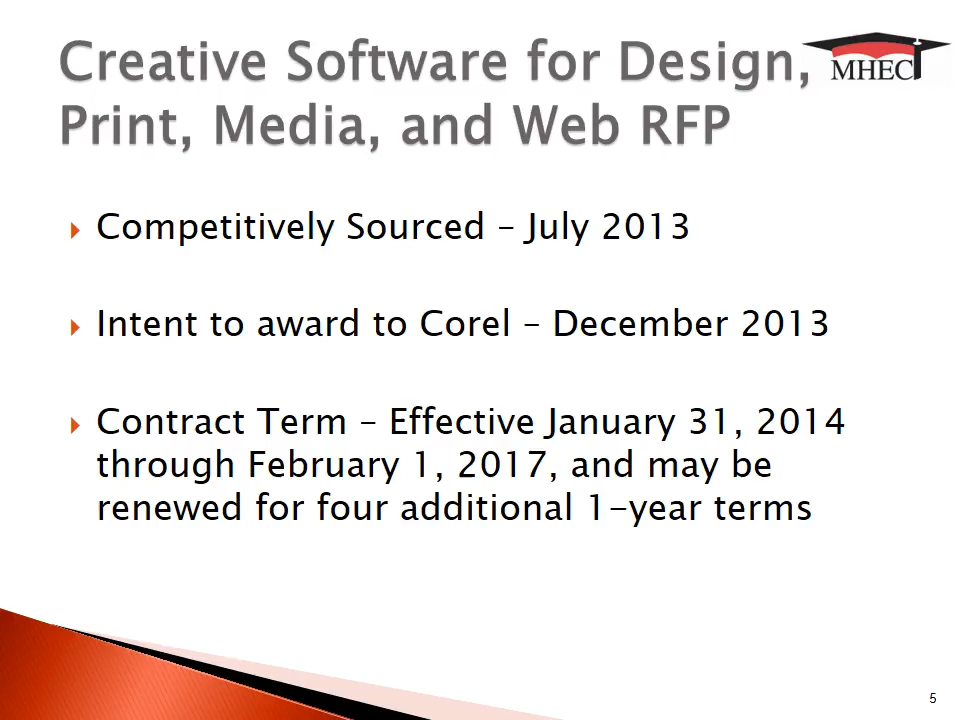 Creative Software for Design,
Print, Media, and Web RFP
MHEC
Competitively Sourced – July 2013
Intent to award to Corel – December 2013
Contract Term – Effective January 31, 2014
through February 1, 2017, and may be
renewed for four additional 1-year terms
5